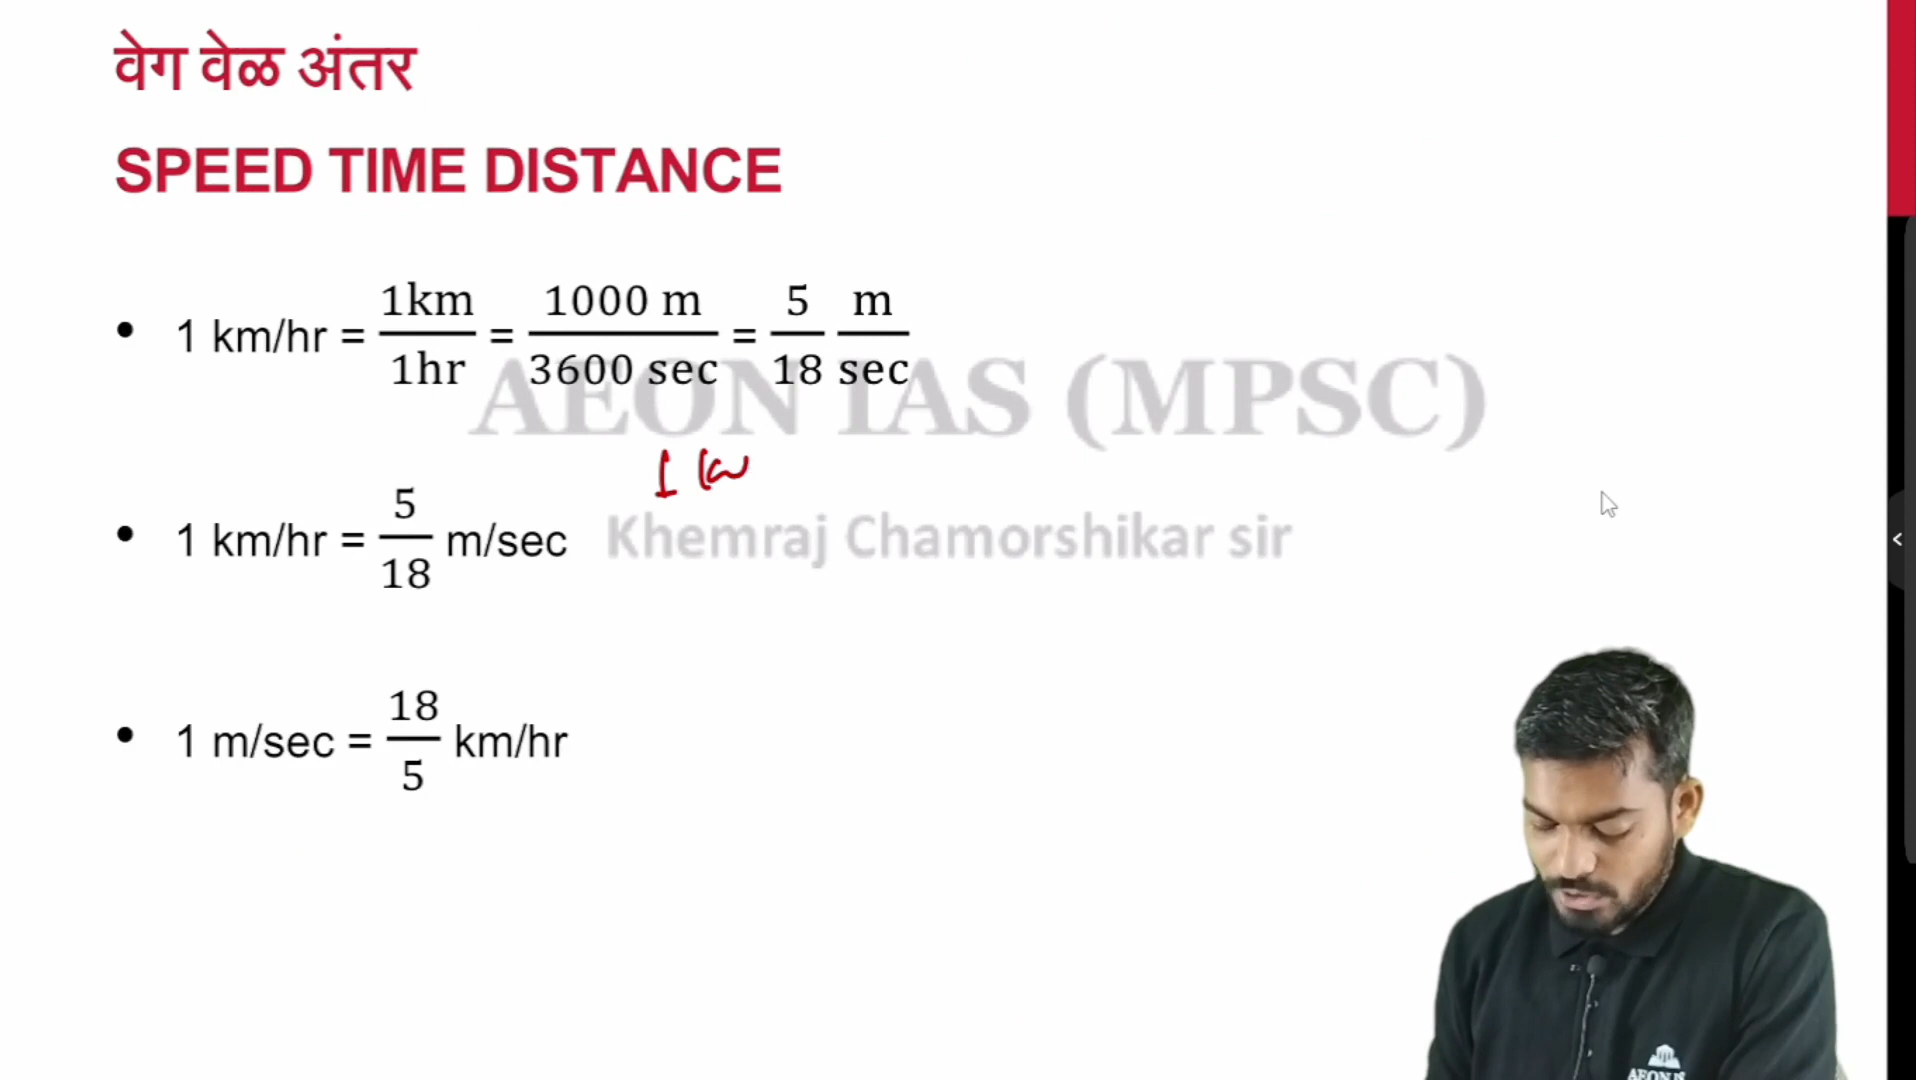 वेग वेळ अंतर
SPEED TIME DISTANCE
• 1 km/hr = 1km/1hr = 1000 m/3600 sec = 5/18 m/sec
AEON IAS (MPSC)
• 1 km/hr = 5/18 m/sec
Khemraj Chamorshikar sir
• 1 m/sec = 18/5 km/hr